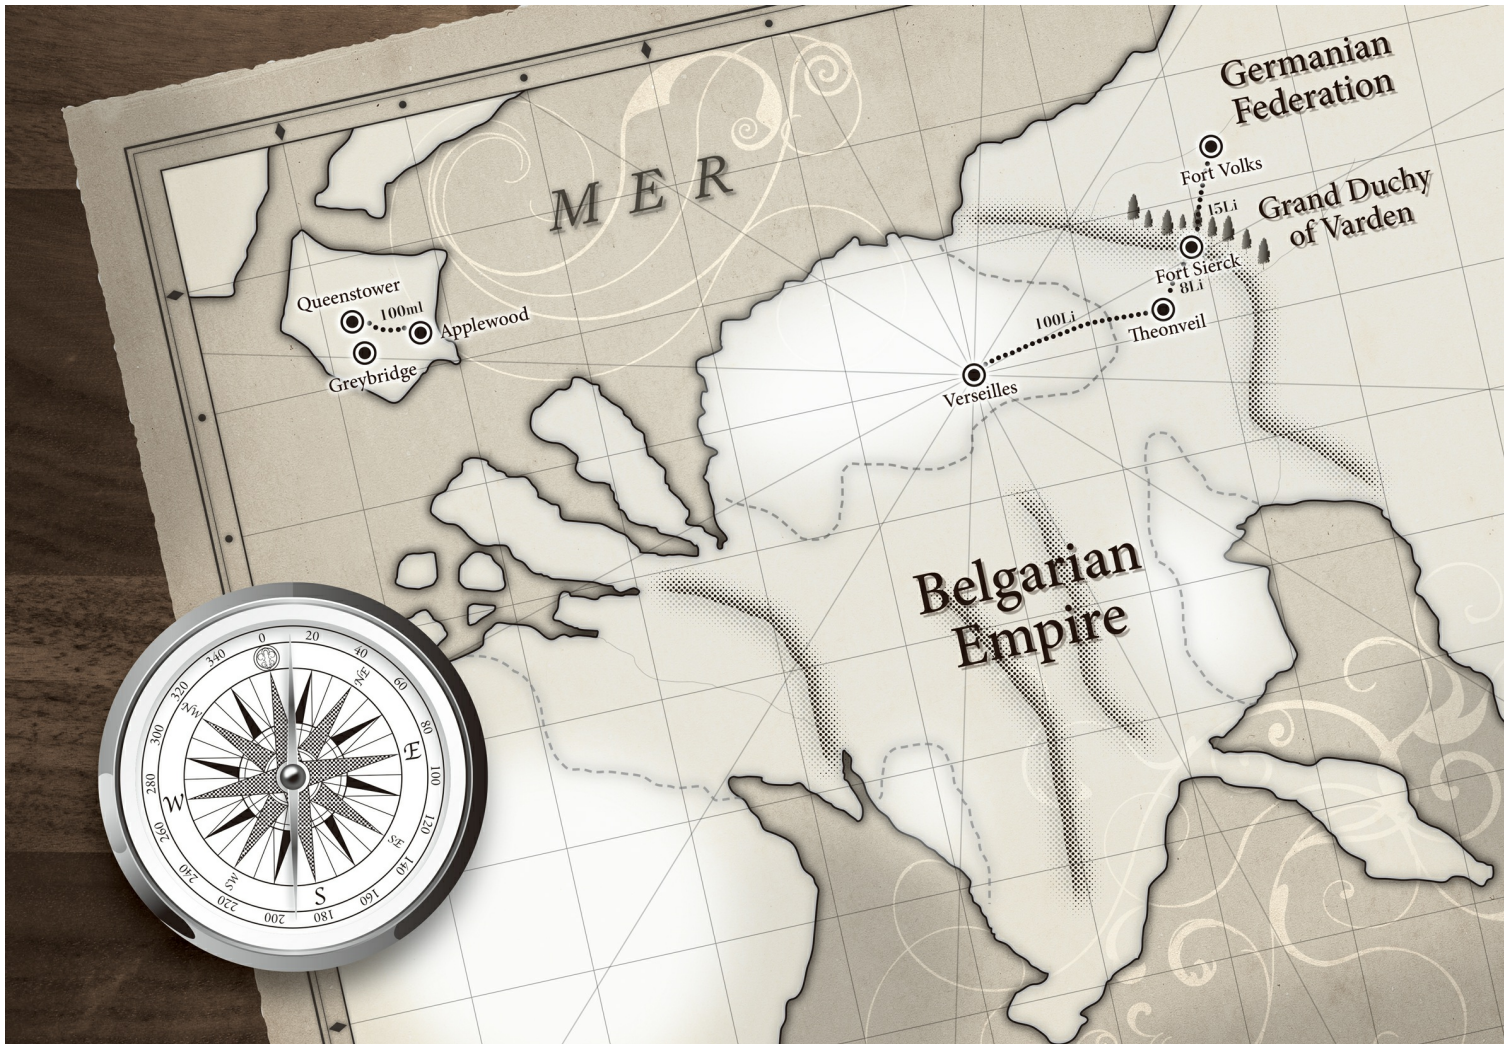 Germanian
Federation
Fort Volks
15Li
Grand Duchy
of Varden
Fort Sierck
8Li
Theonveil
100Li
Verseilles
MER
Queenstower
100ml
Applewood
Greybridge
Belgarian
Empire
0
20
40
NE
60
80
E
100
120
SE
140
160
S
180
200
220
SW
240
260
W
280
300
NW
320
340